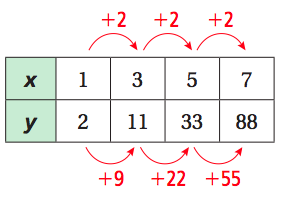 +2 +2 +2
x 1 3 5 7
y 2 11 33 88
+9 +22 +55